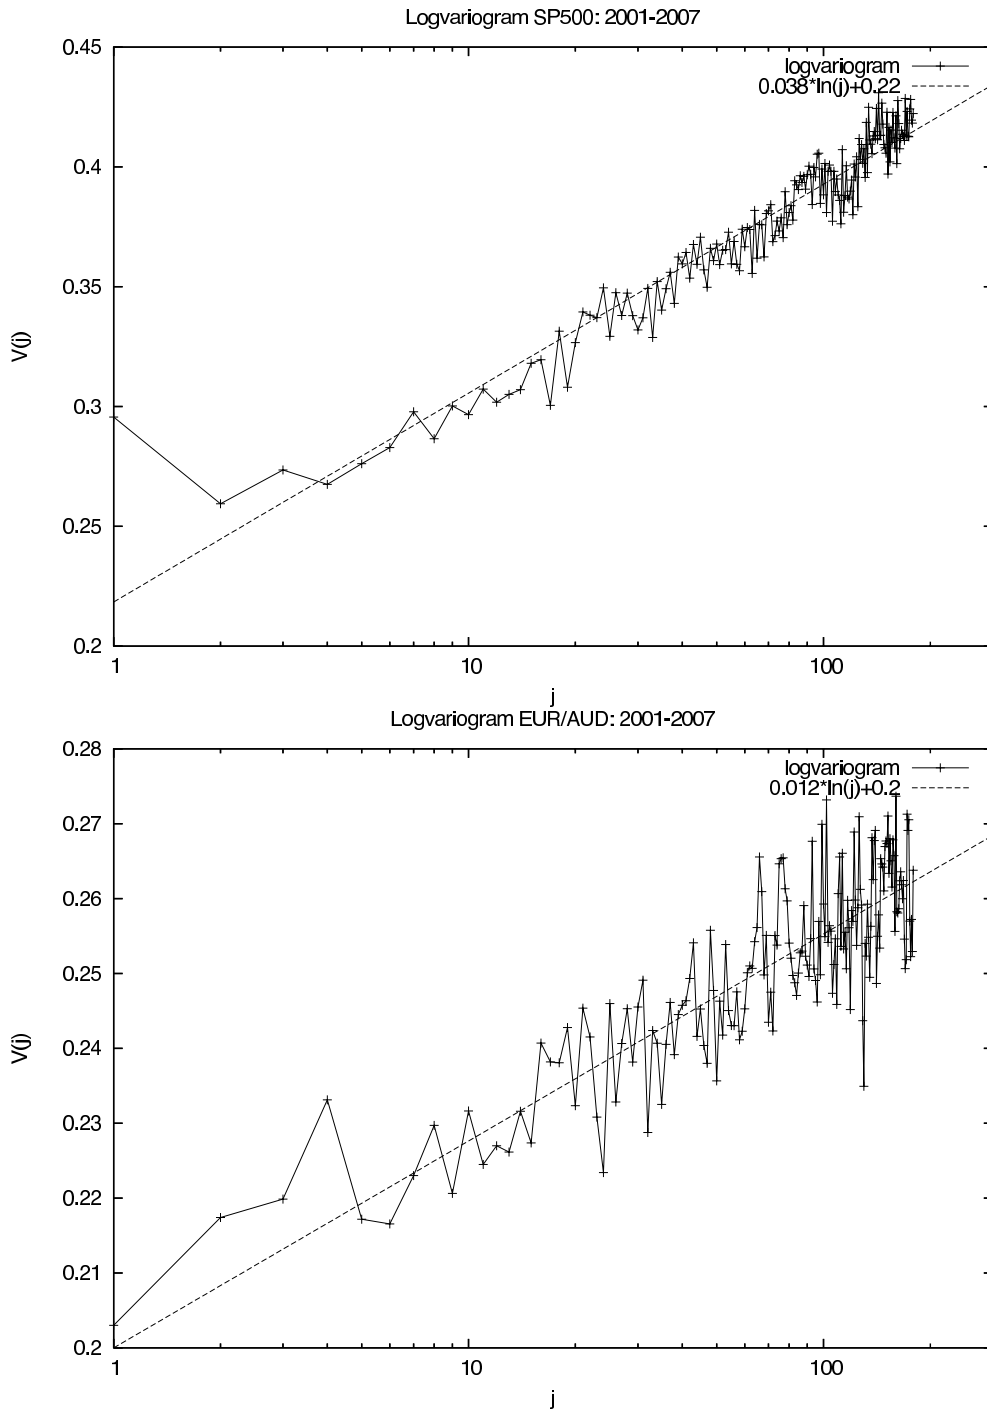 Logvariogram SP500: 2001-2007
0.45
logvariogram
0.038*ln(j)+0.22
0.4
0.35
V(j)
0.3
0.25
0.2
1 10 100
j
Logvariogram EUR/AUD: 2001-2007
0.28
logvariogram
0.012*ln(j)+0.2
0.27
0.26
0.25
V(j)
0.24
0.23
0.22
0.21
0.2
1 10 100
j